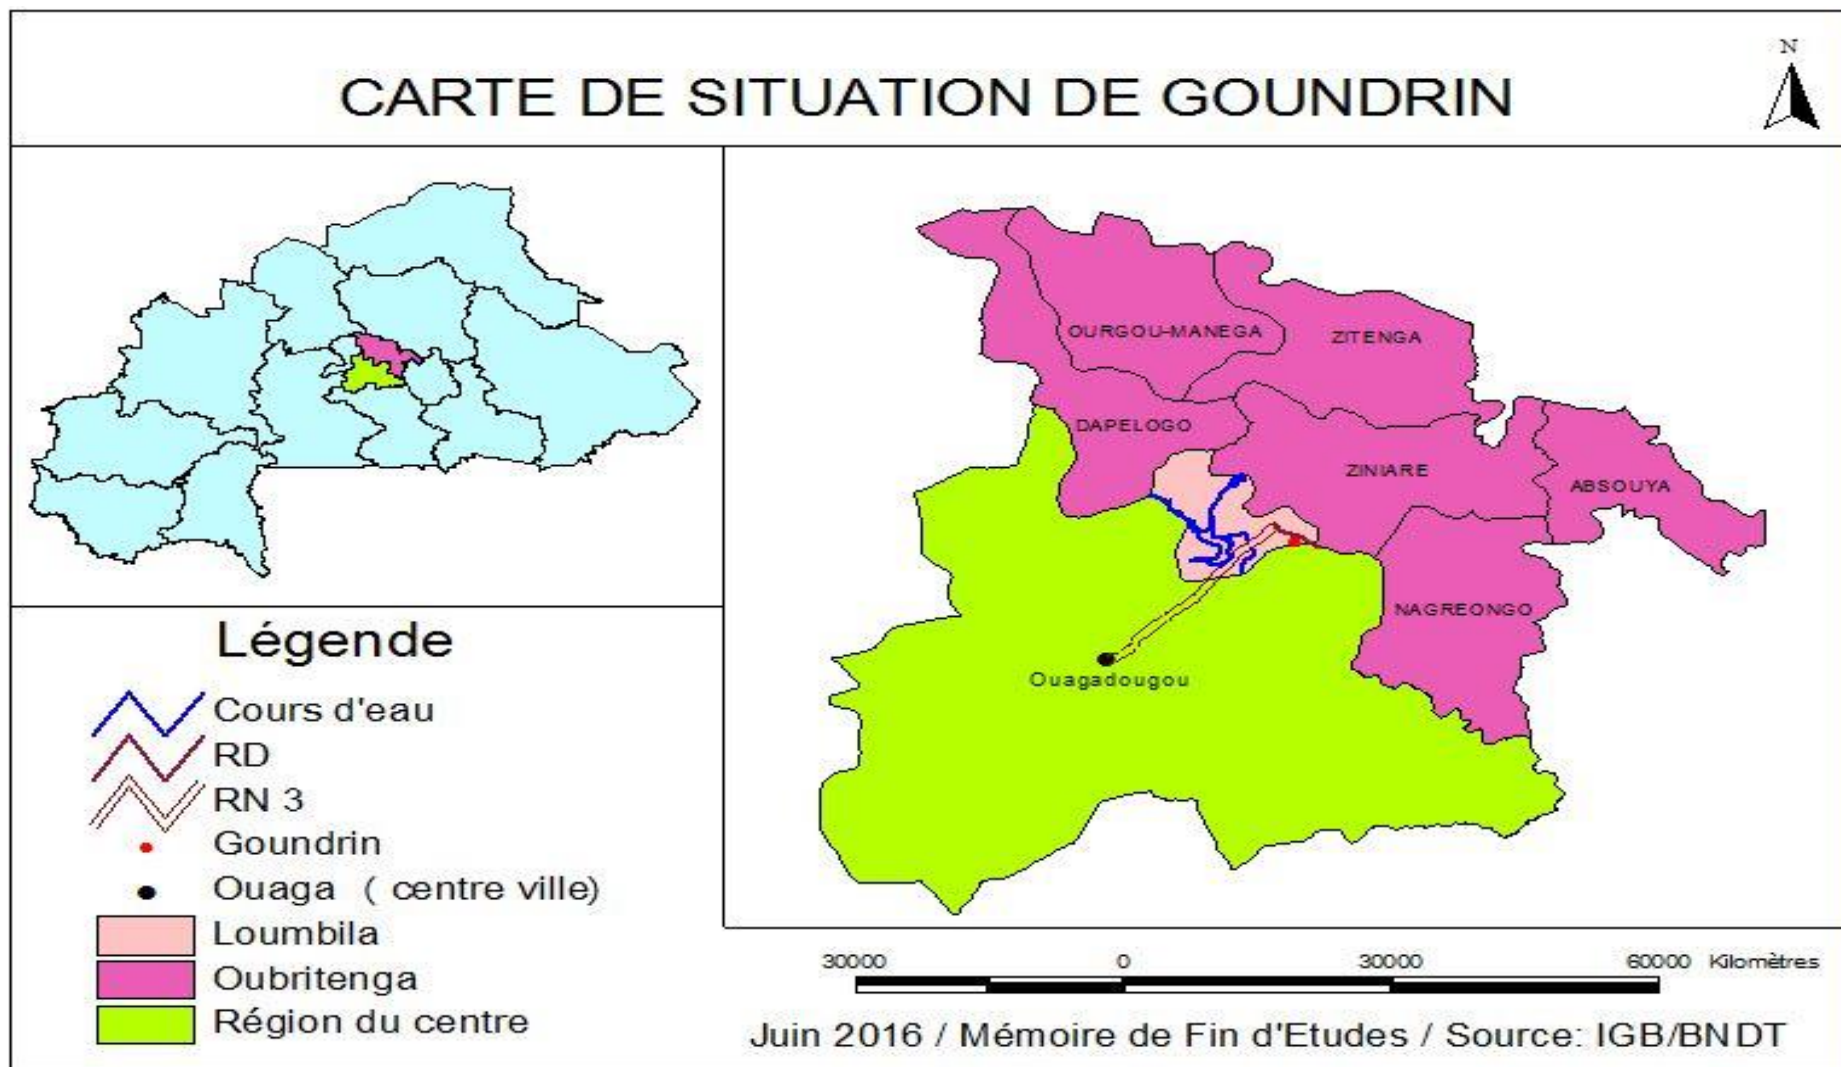 CARTE DE SITUATION DE GOUNDRIN
N
OURGOU-MANEGA
ZITENGA
DAPELOGO
ZINIARE
ABSOUYA
NAGREONGO
Ouagadougou
Légende
Cours d'eau
RD
RN 3
Goundrin
Ouaga ( centre ville)
Loumbila
Oubritenga
Région du centre
30000 0 30000 60000 Kilomètres
Juin 2016 / Mémoire de Fin d'Etudes / Source: IGB/BNDT